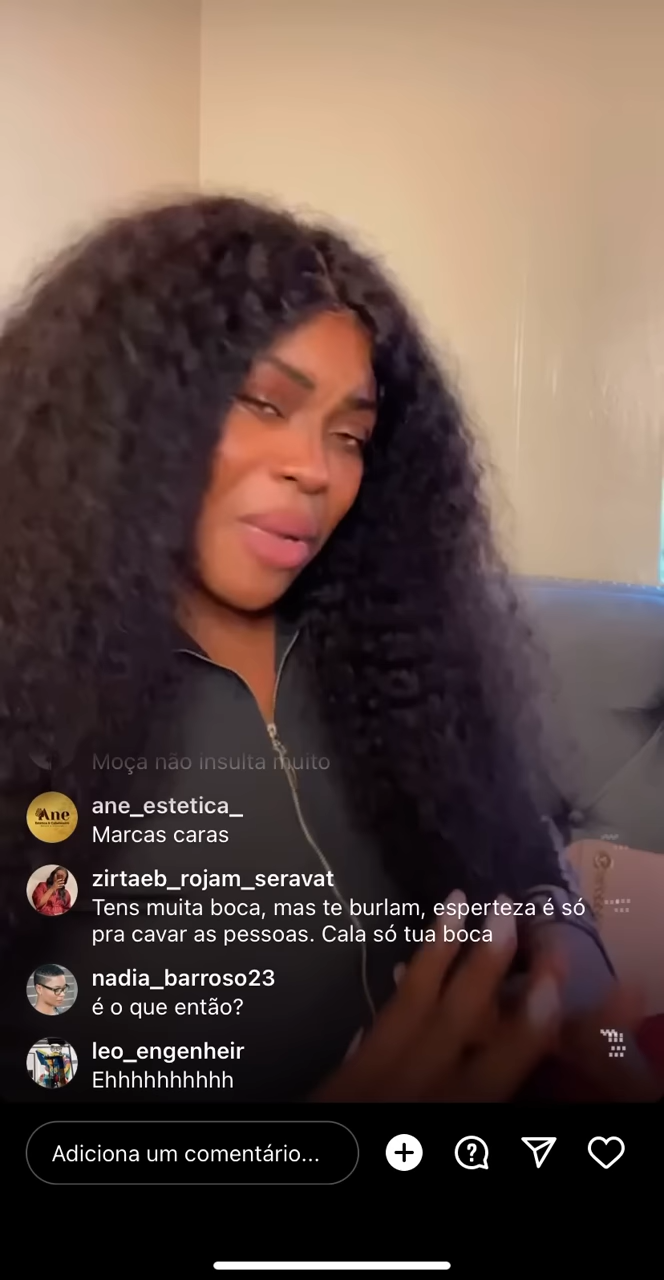 Moça não insulta muito
ane_estetica_
Marcas caras
zirtaeb_rojam_seravat
Tens muita boca, mas te burlam, esperteza é só
pra cavar as pessoas. Cala só tua boca
nadia_barroso23
é o que então?
leo_engenheir
Ehhhhhhhhhh
Adiciona um comentário...